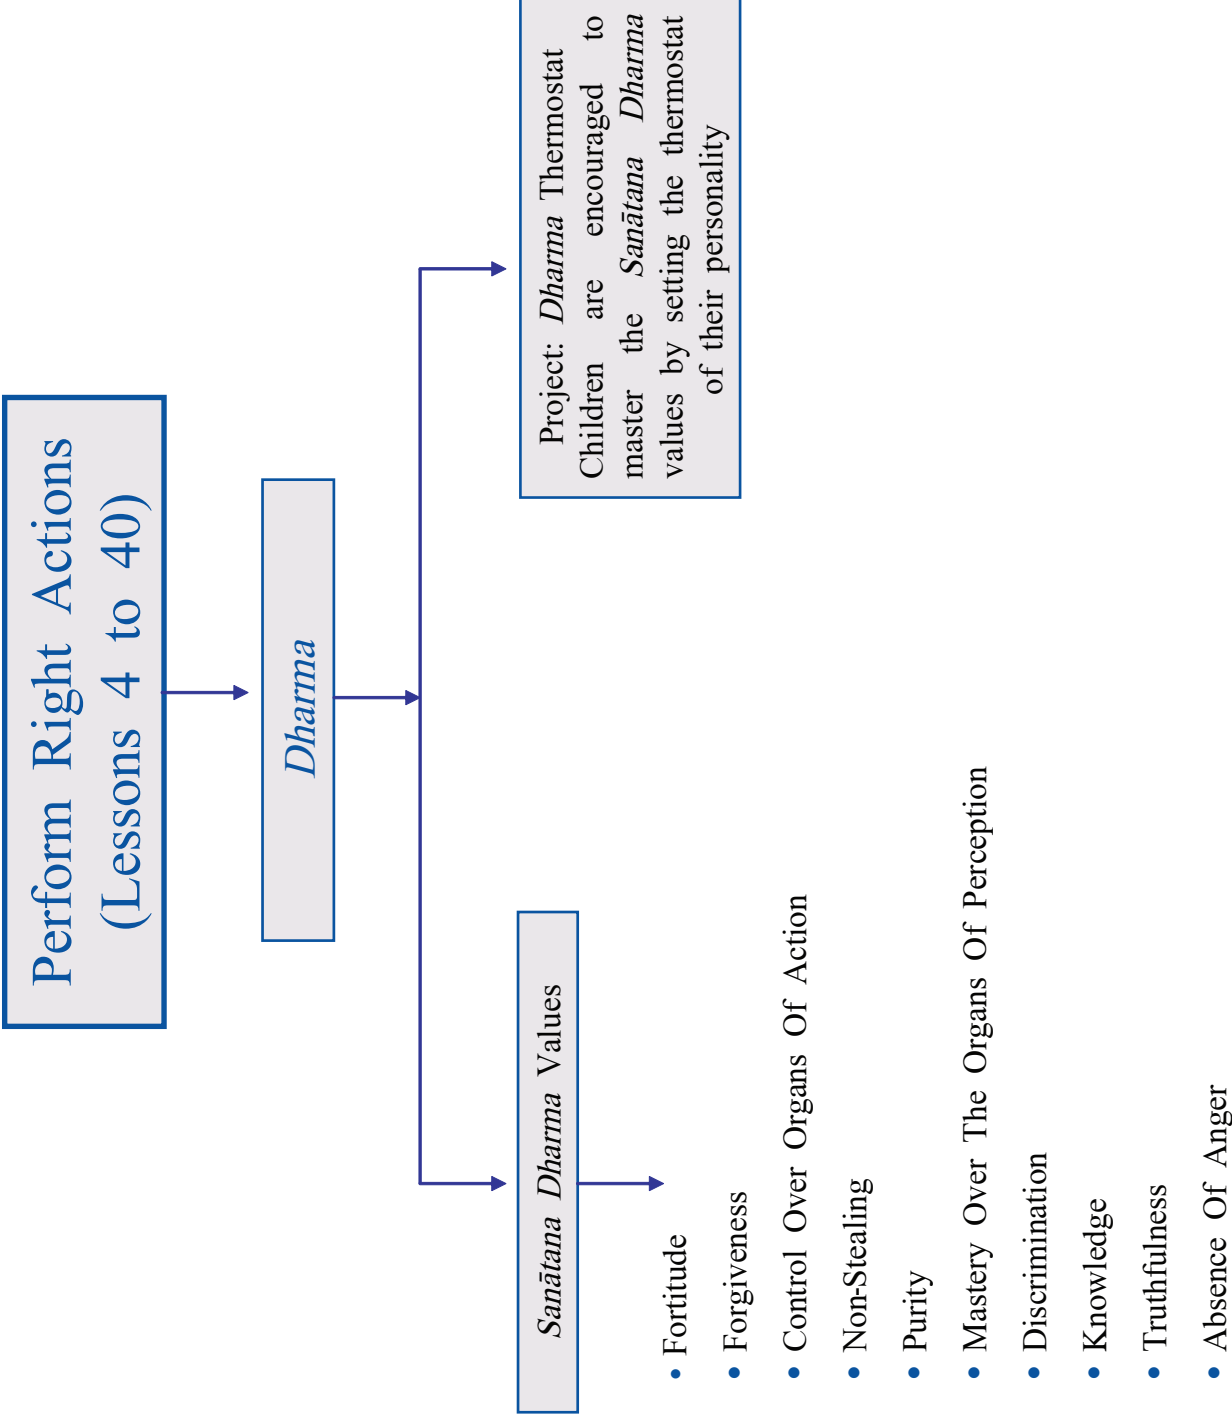 Perform Right Actions
(Lessons 4 to 40)
Dharma
Sanātana Dharma Values
• Fortitude
• Forgiveness
• Control Over Organs Of Action
• Non-Stealing
• Purity
• Mastery Over The Organs Of Perception
• Discrimination
• Knowledge
• Truthfulness
• Absence Of Anger
Project: Dharma Thermostat
Children are encouraged to
master the Sanātana Dharma
values by setting the thermostat
of their personality